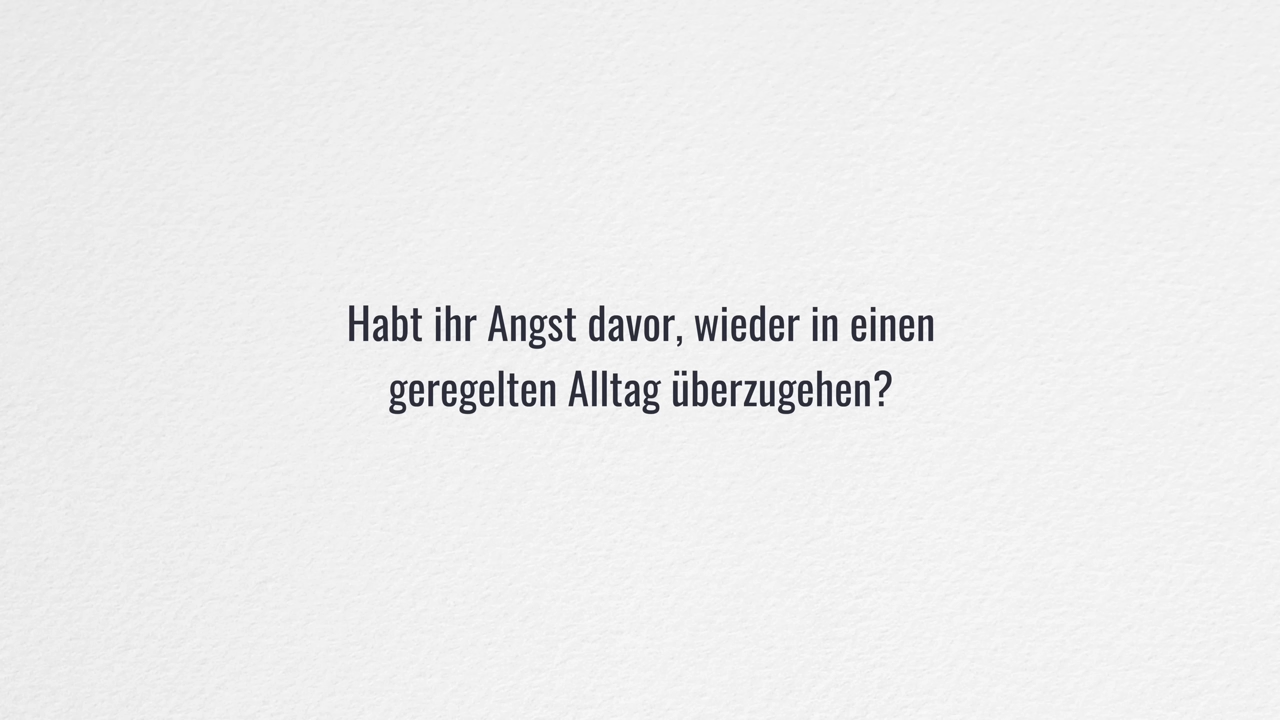 Habt ihr Angst davor, wieder in einen
geregelten Alltag überzugehen?